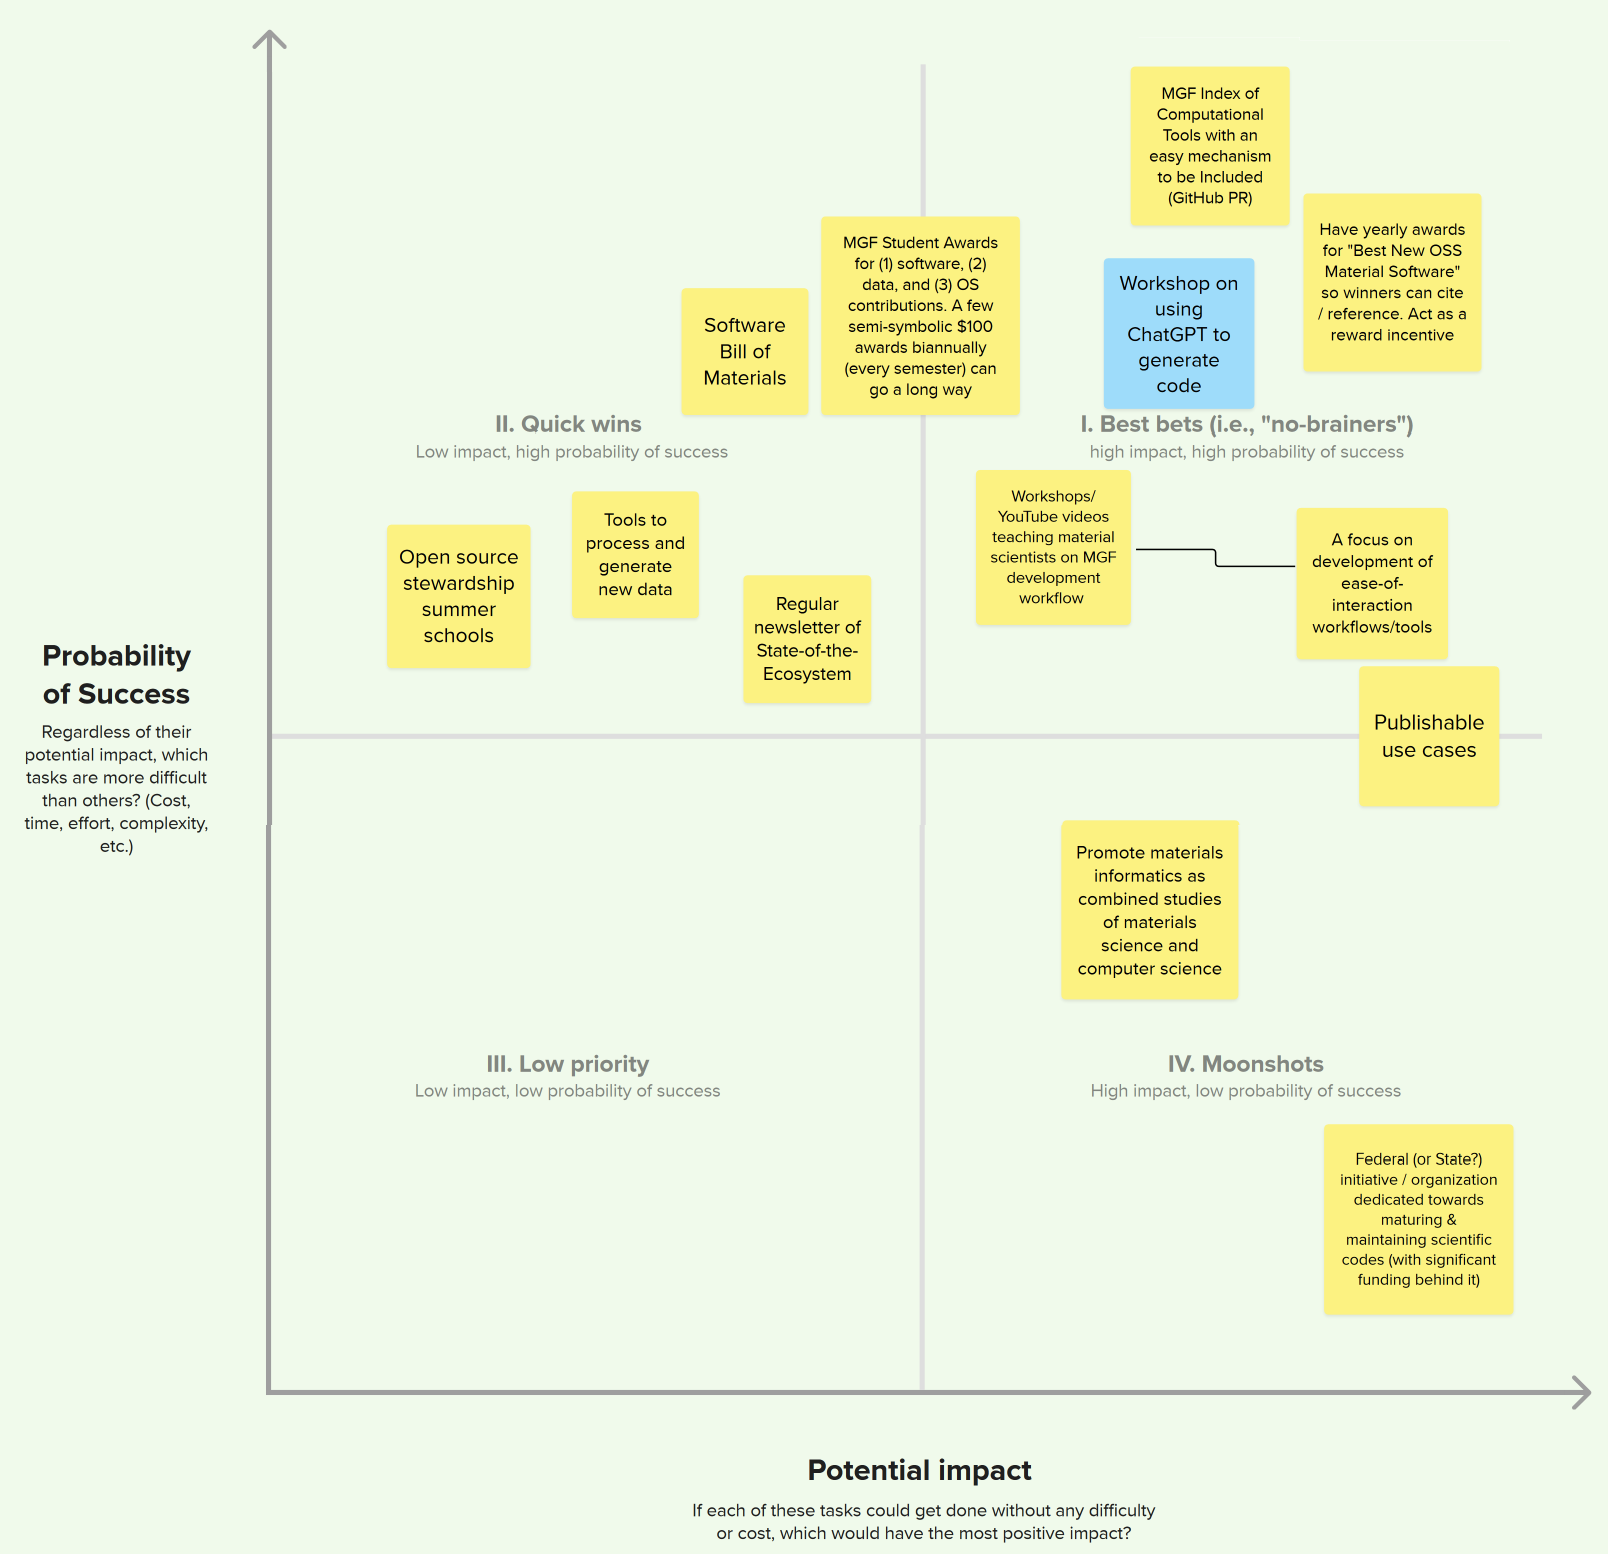 MGF Index of
Computational
Tools with an
easy mechanism
to be Included
(GitHub PR)
Have yearly awards
for "Best New OSS
Material Software"
so winners can cite
/ reference. Act as a
reward incentive
MGF Student Awards
for (1) software, (2)
data, and (3) OS
contributions. A few
semi-symbolic $100
awards biannually
(every semester) can
go a long way
Workshop on
using
ChatGPT to
generate
code
Software
Bill of
Materials
II. Quick wins
Low impact, high probability of success
I. Best bets (i.e., "no-brainers")
high impact, high probability of success
Open source
stewardship
summer
schools
Tools to
process and
generate
new data
Regular
newsletter of
State-of-the-
Ecosystem
Workshops/
YouTube videos
teaching material
scientists on MGF
development
workflow
A focus on
development of
ease-of-
interaction
workflows/tools
Publishable
use cases
Probability
of Success
Regardless of their
potential impact, which
tasks are more difficult
than others? (Cost,
time, effort, complexity,
etc.)
Promote materials
informatics as
combined studies
of materials
science and
computer science
III. Low priority
Low impact, low probability of success
IV. Moonshots
High impact, low probability of success
Federal (or State?)
initiative / organization
dedicated towards
maturing &
maintaining scientific
codes (with significant
funding behind it)
Potential impact
If each of these tasks could get done without any difficulty
or cost, which would have the most positive impact?